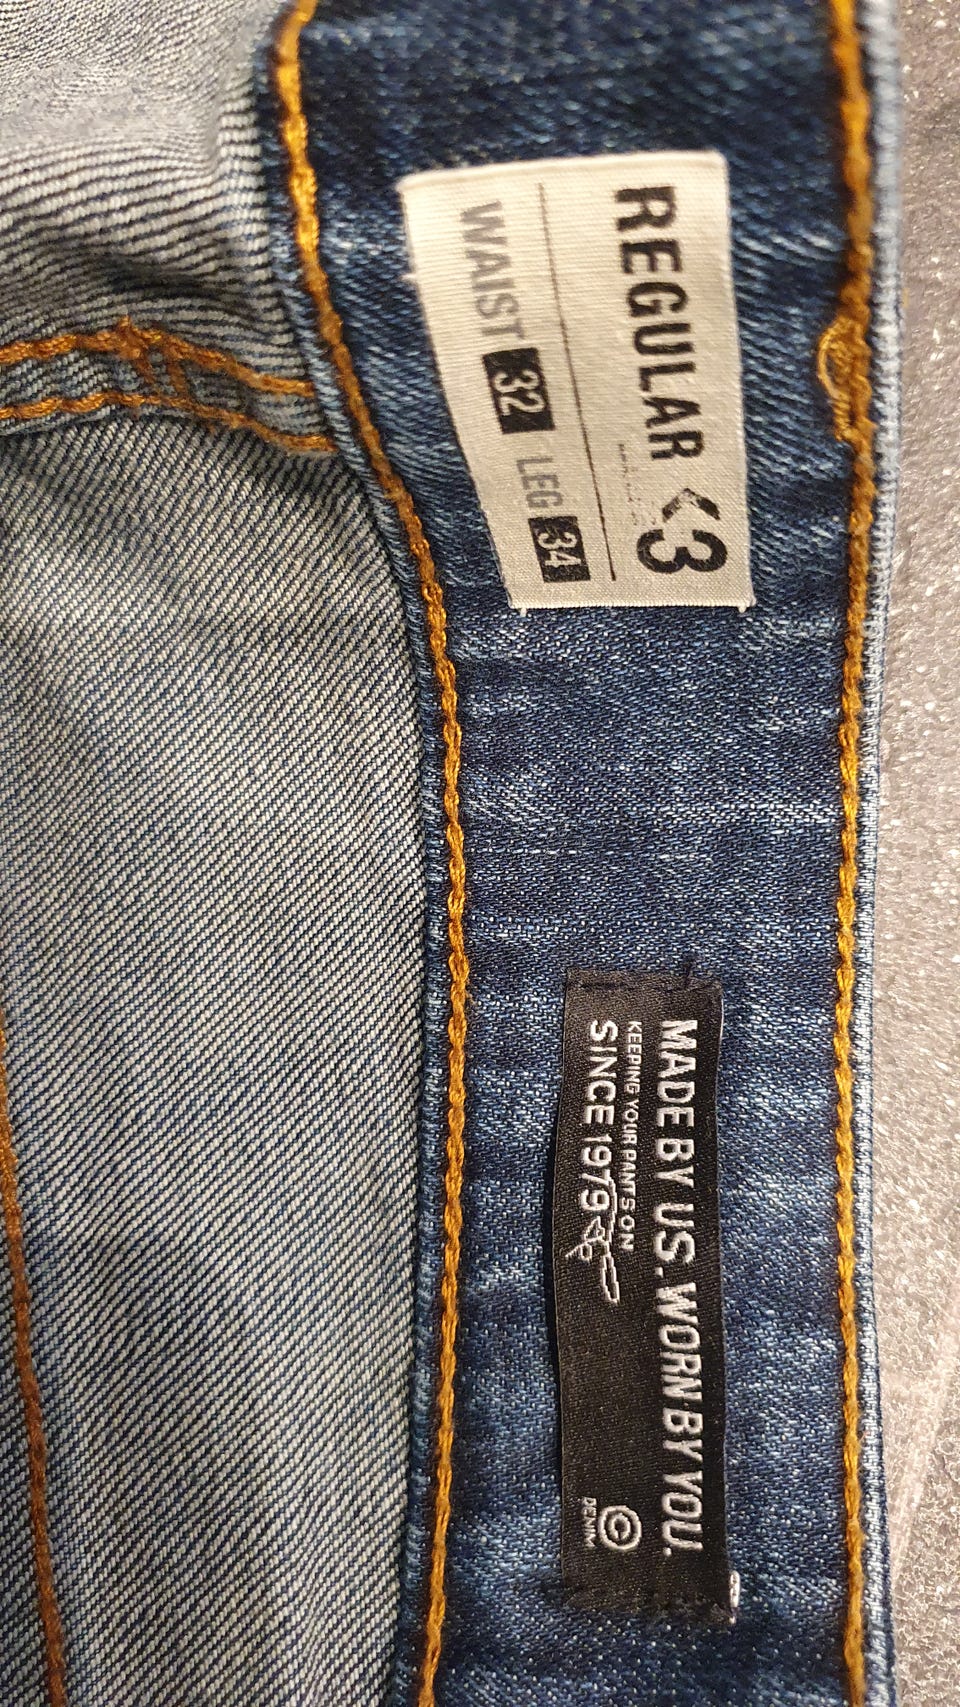 REGULAR <3
WAIST 32 LEG 34
MADE BY US. WORN BY YOU.
KEEPING YOUR PANTS ON
SINCE 1979
©
DENIM